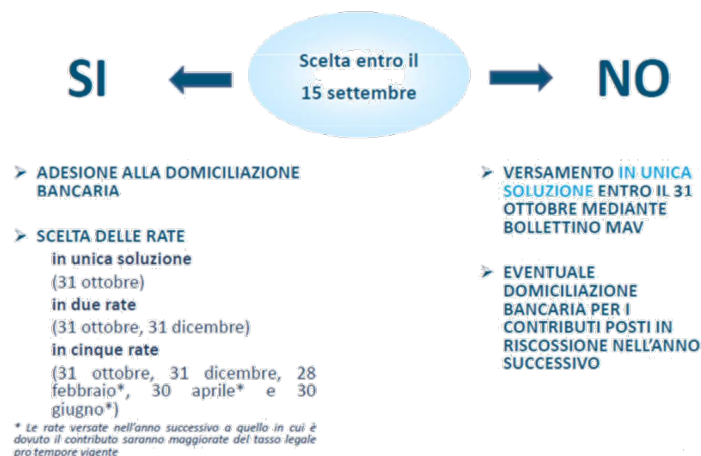 SI
Scelta entro il
15 settembre
NO
➢ ADESIONE ALLA DOMICILIAZIONE
BANCARIA
➢ SCELTA DELLE RATE
in unica soluzione
(31 ottobre)
in due rate
(31 ottobre, 31 dicembre)
in cinque rate
(31 ottobre, 31 dicembre, 28
febbraio*, 30 aprile* e 30
giugno*)
* Le rate versate nell'anno successivo a quello in cui è
dovuto il contributo saranno maggiorate del tasso legale
pro tempore vigente
➢ VERSAMENTO IN UNICA
SOLUZIONE ENTRO IL 31
OTTOBRE MEDIANTE
BOLLETTINO MAV
➢ EVENTUALE
DOMICILIAZIONE
BANCARIA PER I
CONTRIBUTI POSTI IN
RISCOSSIONE NELL'ANNO
SUCCESSIVO